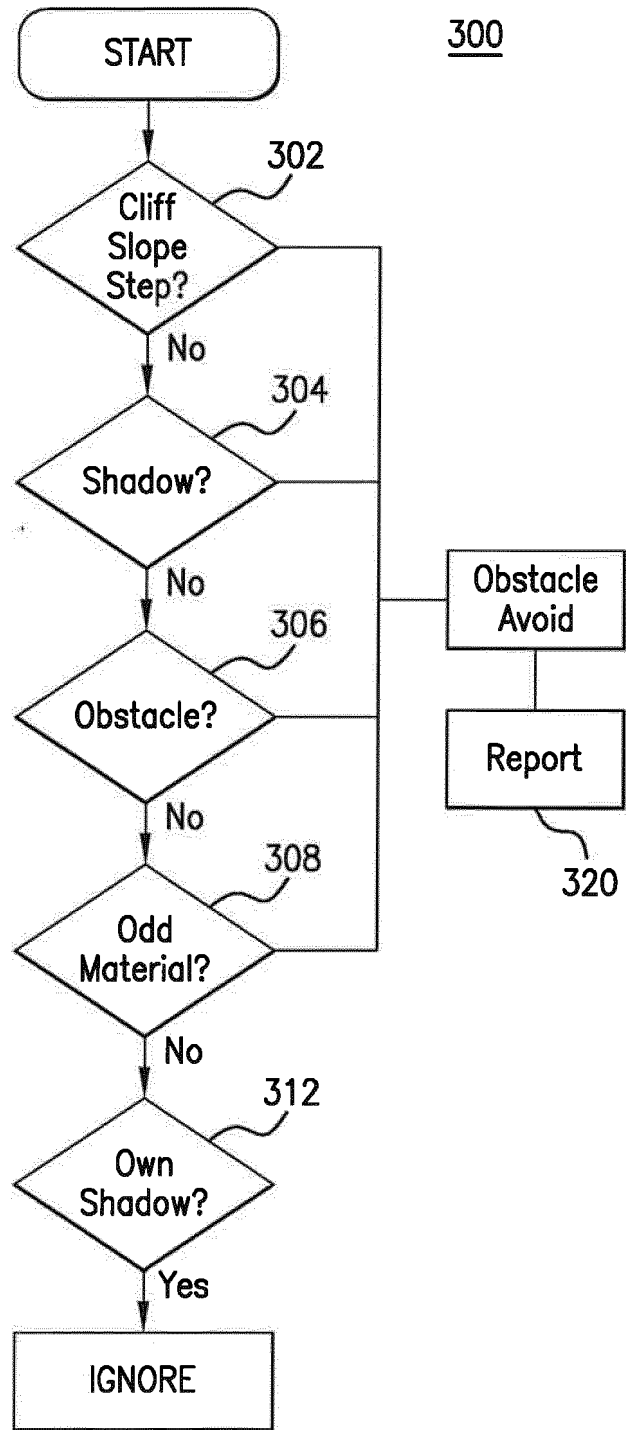 START
300
302
Cliff
Slope
Step?
No
304
Shadow?
No
306
Obstacle?
No
308
Odd
Material?
No
312
Own
Shadow?
Yes
IGNORE
Obstacle
Avoid
Report
320